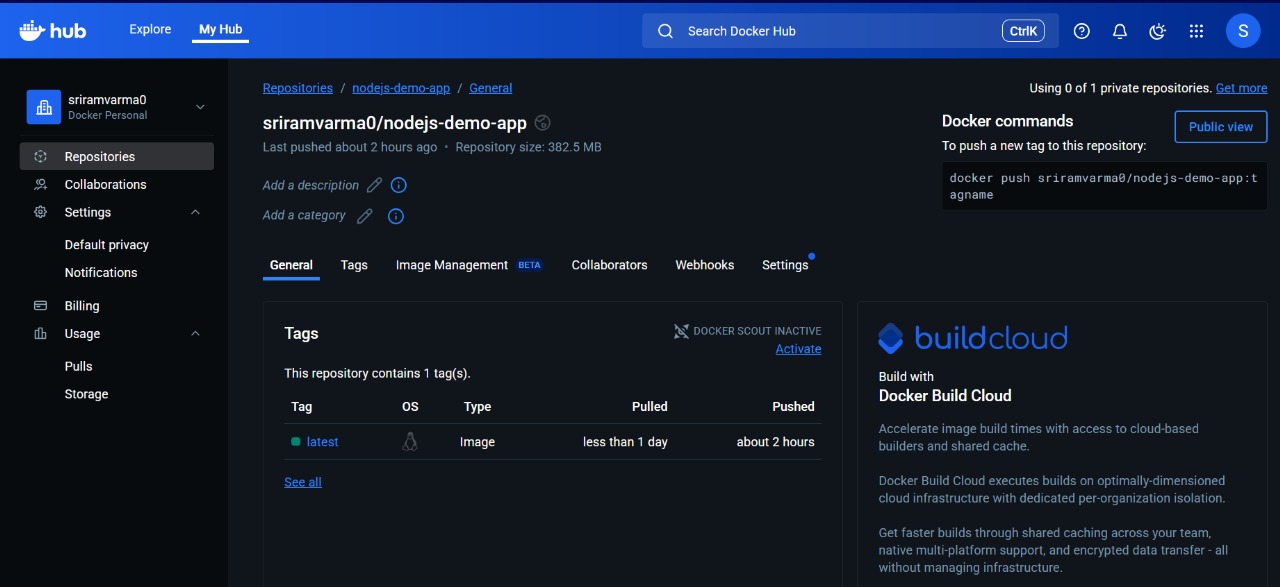 hub
Explore
My Hub
Search Docker Hub
CtrlK
S
sriramvarma0
Docker Personal
Repositories
Collaborations
Settings
Default privacy
Notifications
Billing
Usage
Pulls
Storage
Repositories / nodejs-demo-app / General
Using 0 of 1 private repositories. Get more
sriramvarma0/nodejs-demo-app
Last pushed about 2 hours ago • Repository size: 382.5 MB
Add a description
Add a category
Docker commands
Public view
To push a new tag to this repository:
docker push sriramvarma0/nodejs-demo-app:t
agname
General Tags Image Management BETA Collaborators Webhooks Settings
Tags
DOCKER SCOUT INACTIVE
Activate
This repository contains 1 tag(s).
Tag OS Type Pulled Pushed
latest Image less than 1 day about 2 hours
See all
buildcloud
Build with
Docker Build Cloud
Accelerate image build times with access to cloud-based
builders and shared cache.
Docker Build Cloud executes builds on optimally-dimensioned
cloud infrastructure with dedicated per-organization isolation.
Get faster builds through shared caching across your team,
native multi-platform support, and encrypted data transfer - all
without managing infrastructure.